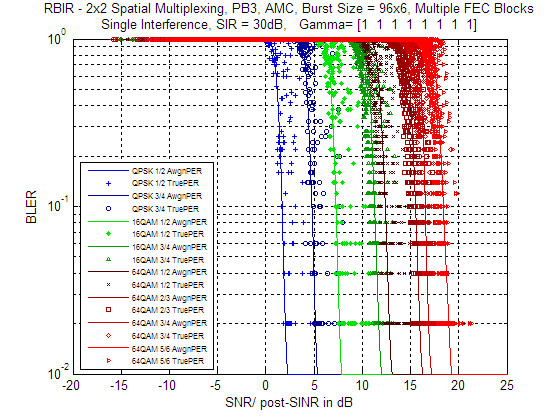 RBIR - 2x2 Spatial Multiplexing, PB3, AMC, Burst Size = 96x6, Multiple FEC Blocks
Single Interference, SIR = 30dB, Gamma= [1 1 1 1 1 1 1 1]
10^0
10^-1
10^-2
BLER
QPSK 1/2 AwgnPER
QPSK 1/2 TruePER
QPSK 3/4 AwgnPER
QPSK 3/4 TruePER
16QAM 1/2 AwgnPER
16QAM 1/2 TruePER
16QAM 3/4 AwgnPER
16QAM 3/4 TruePER
64QAM 1/2 AwgnPER
64QAM 1/2 TruePER
64QAM 2/3 AwgnPER
64QAM 2/3 TruePER
64QAM 3/4 AwgnPER
64QAM 3/4 TruePER
64QAM 5/6 AwgnPER
64QAM 5/6 TruePER
-20 -15 -10 -5 0 5 10 15 20 25
SNR/ post-SINR in dB